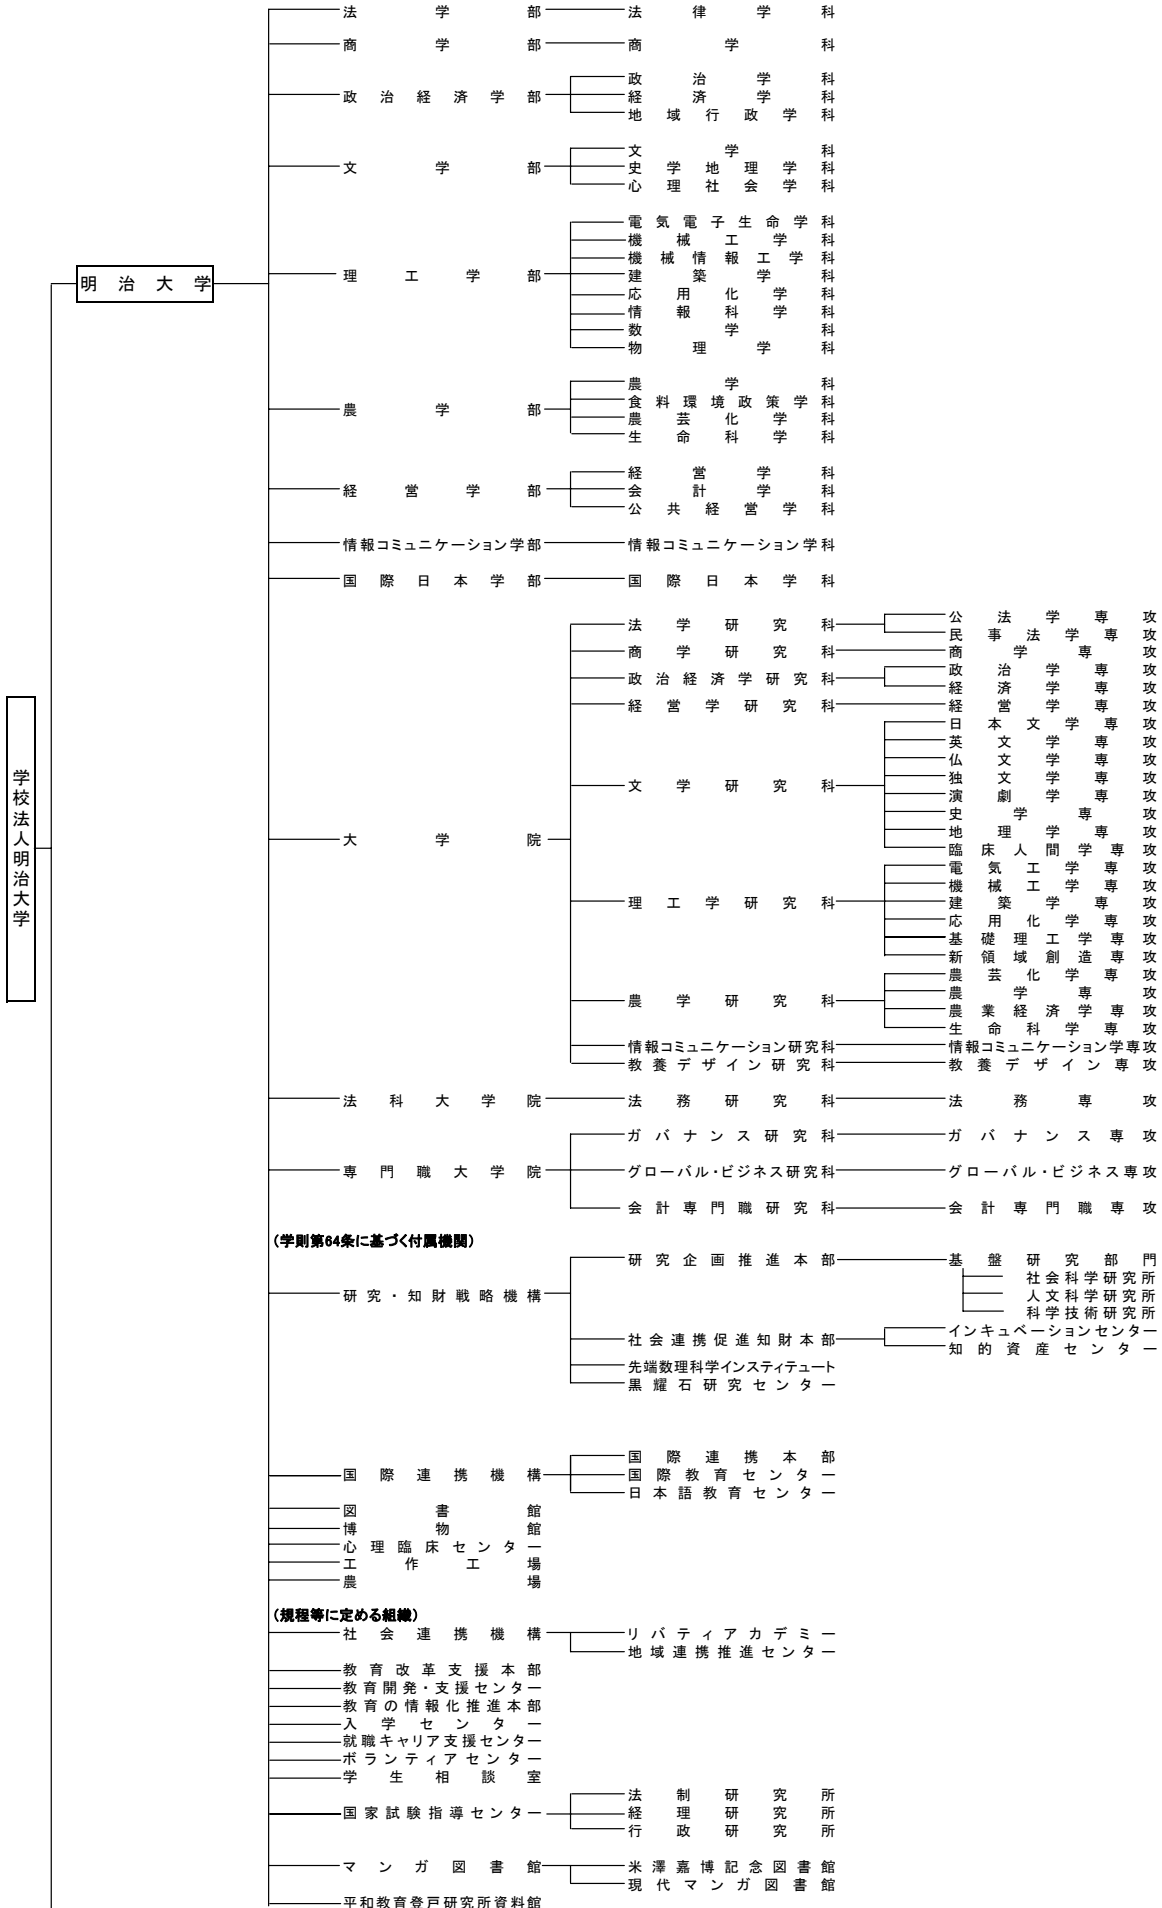 法学部 法律学科
商学部 商学科
政治学科
政治経済学部 経済学科
地域行政学科
文学科
文学部 史学地理学科
心理社会学科
電気電子生命学科
機械工学科
機械情報工学科
理工学部 建築学科
明治大学
応用化学科
情報科学科
数学科
物理学科
農学科
食料環境政策学科
農学部 農芸化学科
生命科学科
経営学科
経営学部 会計学科
公共経営学科
情報コミュニケーション学部 情報コミュニケーション学科
国際日本学部 国際日本学科
公法学専攻
法学研究科
民事法学専攻
商学研究科 商学専攻
政治学専攻
政治経済学研究科
経済学専攻
経営学研究科 経営学専攻
日本文学専攻
英文学専攻
仏文学専攻
独文学専攻
文学研究科
演劇学専攻
史学専攻
地理学専攻
臨床人間学専攻
学校法人明治大学
大学院
電気工学専攻
機械工学専攻
理工学研究科 建築学専攻
応用化学専攻
基礎理工学専攻
新領域創造専攻
農芸化学専攻
農学専攻
農学研究科
農業経済学専攻
生命科学専攻
情報コミュニケーション研究科 情報コミュニケーション学専攻
教養デザイン研究科 教養デザイン専攻
法科大学院 法務研究科 法務専攻
ガバナンス研究科 ガバナンス専攻
専門職大学院 グローバル・ビジネス研究科 グローバル・ビジネス専攻
会計専門職研究科 会計専門職専攻
(学則第64条に基づく付属機関)
研究企画推進本部 基盤研究部門
社会科学研究所
研究・知財戦略機構 人文科学研究所
科学技術研究所
インキュベーションセンター
社会連携促進知財本部
知的資産センター
先端数理科学インスティテュート
黒耀石研究センター
国際連携本部
国際連携機構 国際教育センター
日本語教育センター
図書館
博物館
心理臨床センター
工作工場
農場
(規程等に定める組織)
社会連携機構 リバティアカデミー
地域連携推進センター
教育改革支援本部
教育開発・支援センター
教育の情報化推進本部
入学センター
就職キャリア支援センター
ボランティアセンター
学生相談室
法制研究所
国家試験指導センター 経理研究所
行政研究所
マンガ図書館 米澤嘉博記念図書館
現代マンガ図書館
平和教育登戸研究所資料館